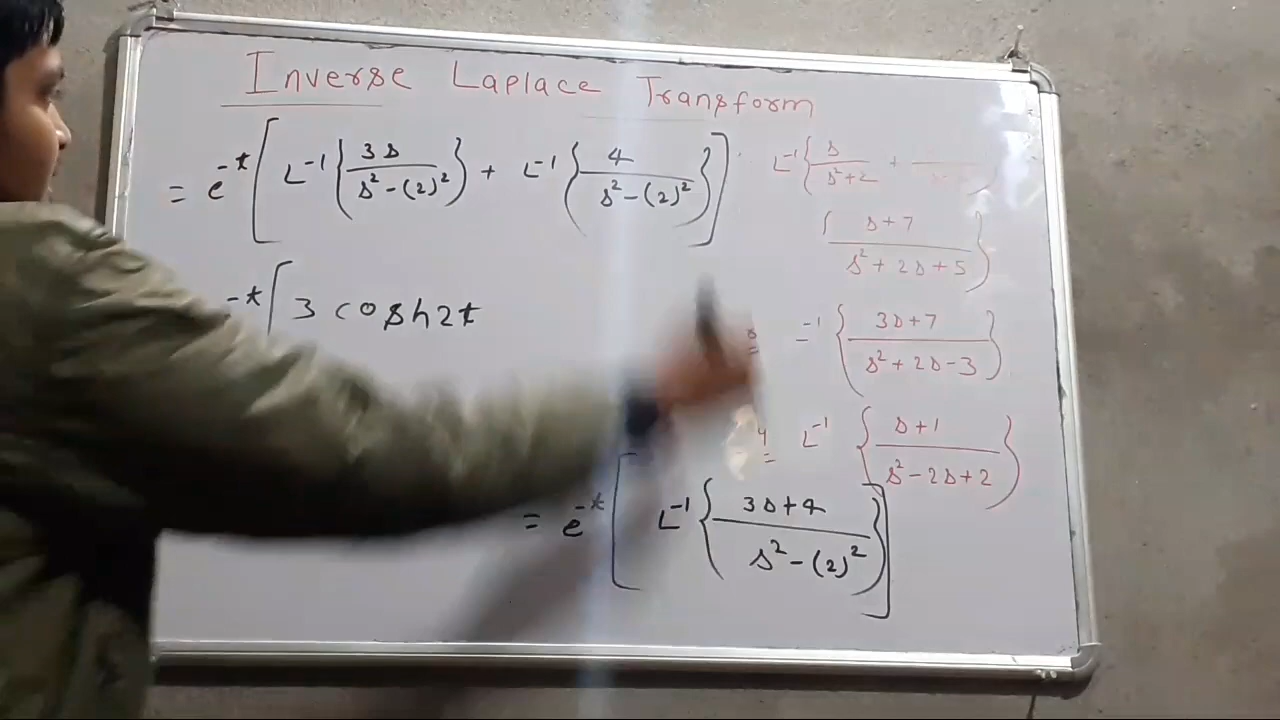 Inverse Laplace Transform
= e^{-t} [ L^{-1} { 3s / (s² - (2)²) } + L^{-1} { 4 / (s² - (2)²) } ]
e^{-t} [ 3 cosh2t
L^{-1} { s / (s² + 2) +
{ (s + 7) / (s² + 2s + 5) }
^{-1} { (3s + 7) / (s² + 2s - 3) }
4 L^{-1} { (s + 1) / (s² - 2s + 2) }
= e^{-t} [ L^{-1} { (3s + 4) / (s² - (2)²) } ]